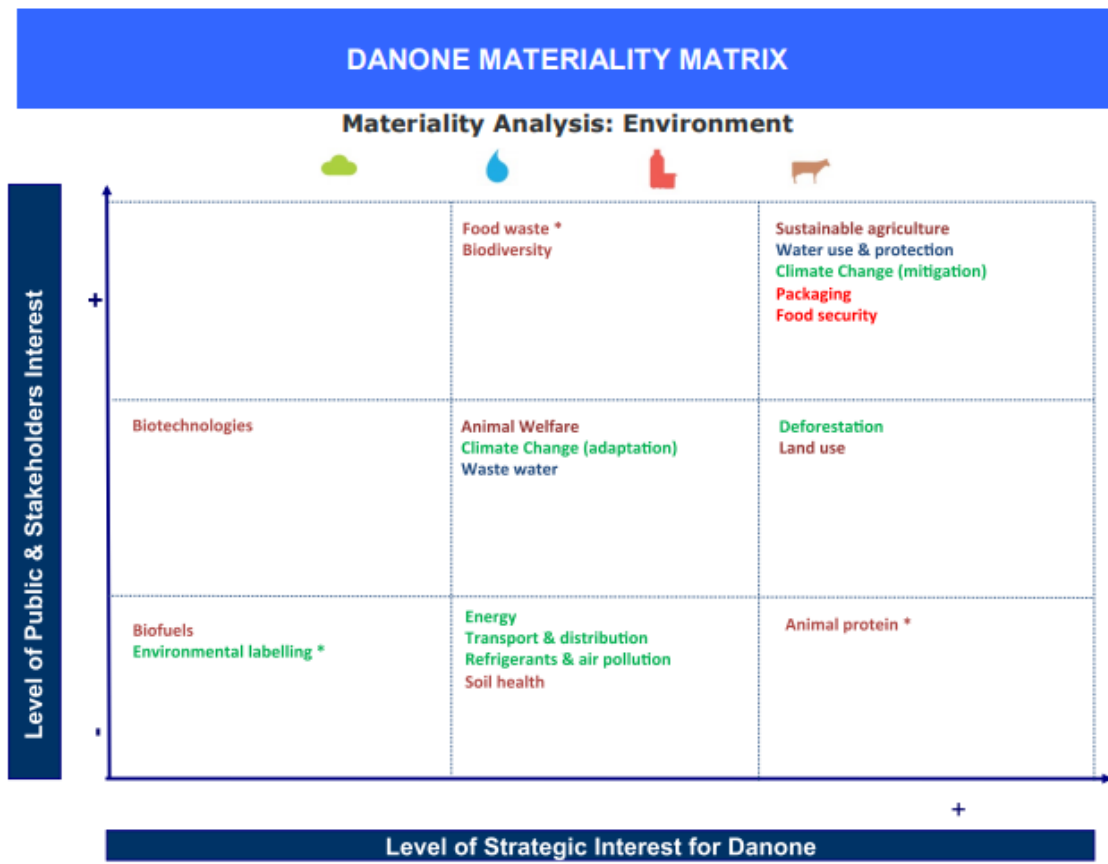 DANONE MATERIALITY MATRIX
Materiality Analysis: Environment
Level of Public & Stakeholders Interest
+
-
Food waste *
Biodiversity
Sustainable agriculture
Water use & protection
Climate Change (mitigation)
Packaging
Food security
Biotechnologies
Animal Welfare
Climate Change (adaptation)
Waste water
Deforestation
Land use
Biofuels
Environmental labelling *
Energy
Transport & distribution
Refrigerants & air pollution
Soil health
Animal protein *
+
Level of Strategic Interest for Danone